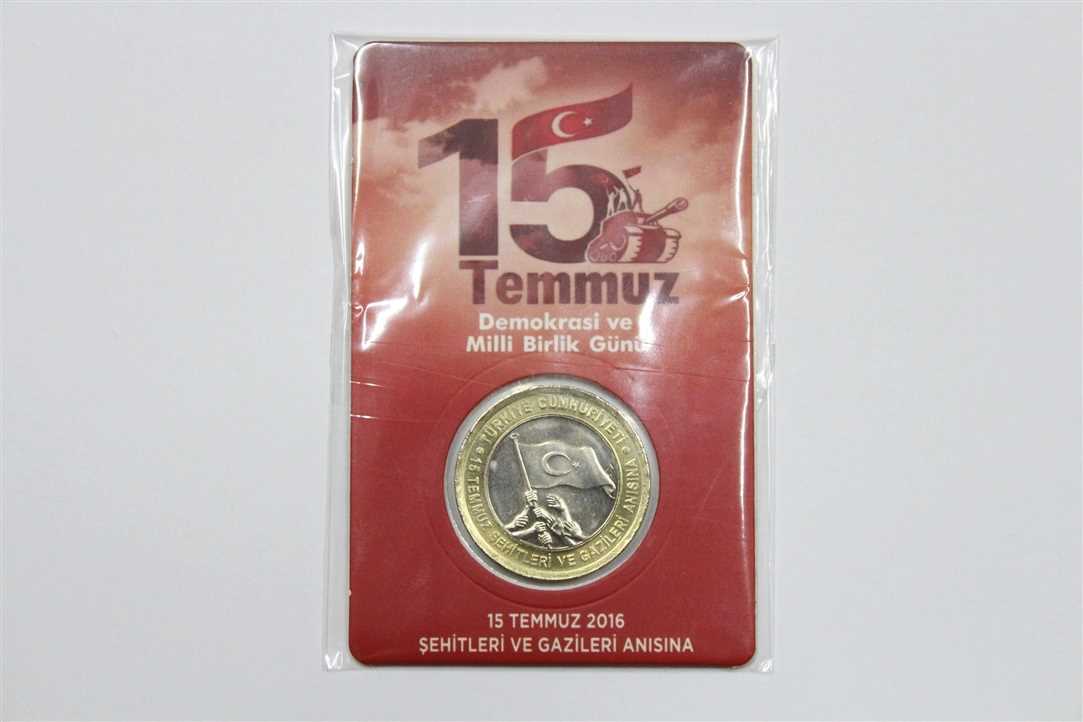 15
Temmuz
Demokrasi ve
Milli Birlik Günü
TÜRKİYE CUMHURİYETİ
15 TEMMUZ ŞEHİTLERİ VE GAZİLERİ ANISINA
15 TEMMUZ 2016
ŞEHİTLERİ VE GAZİLERİ ANISINA